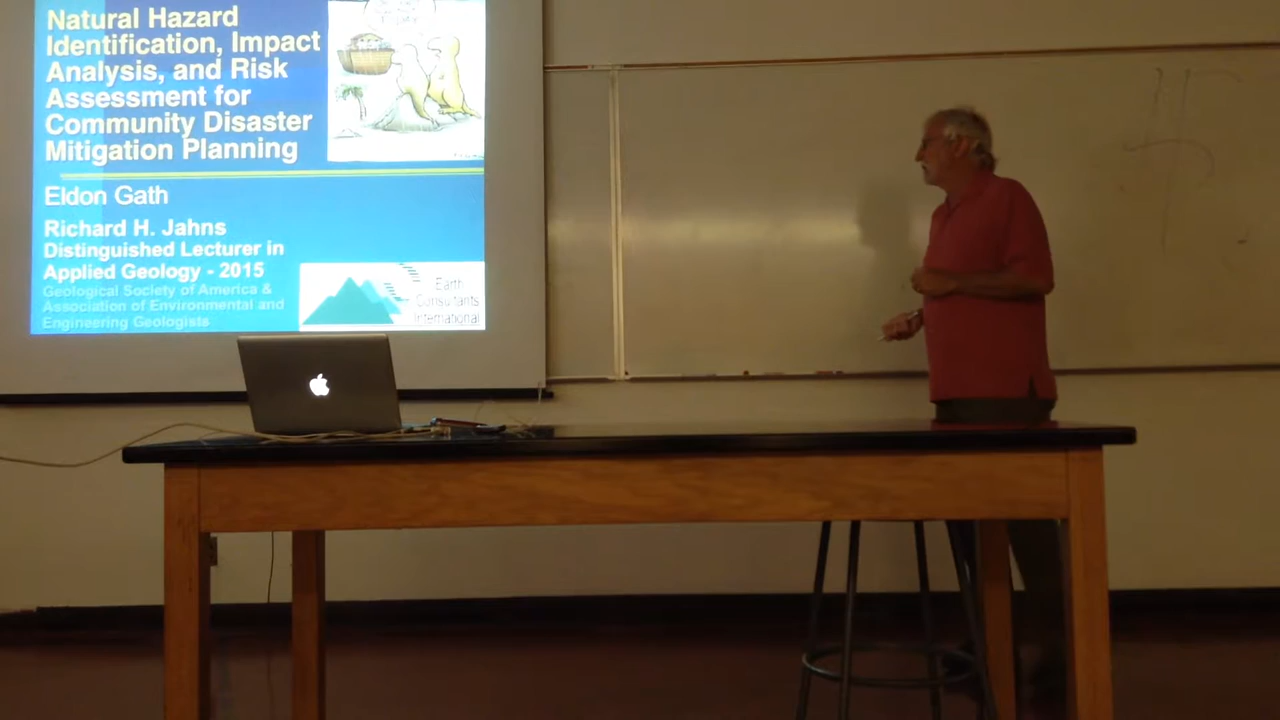 Natural Hazard
Identification, Impact
Analysis, and Risk
Assessment for
Community Disaster
Mitigation Planning
Eldon Gath
Richard H. Jahns
Distinguished Lecturer in
Applied Geology - 2015
Geological Society of America &
Association of Environmental and
Engineering Geologists
Earth
Consultants
International